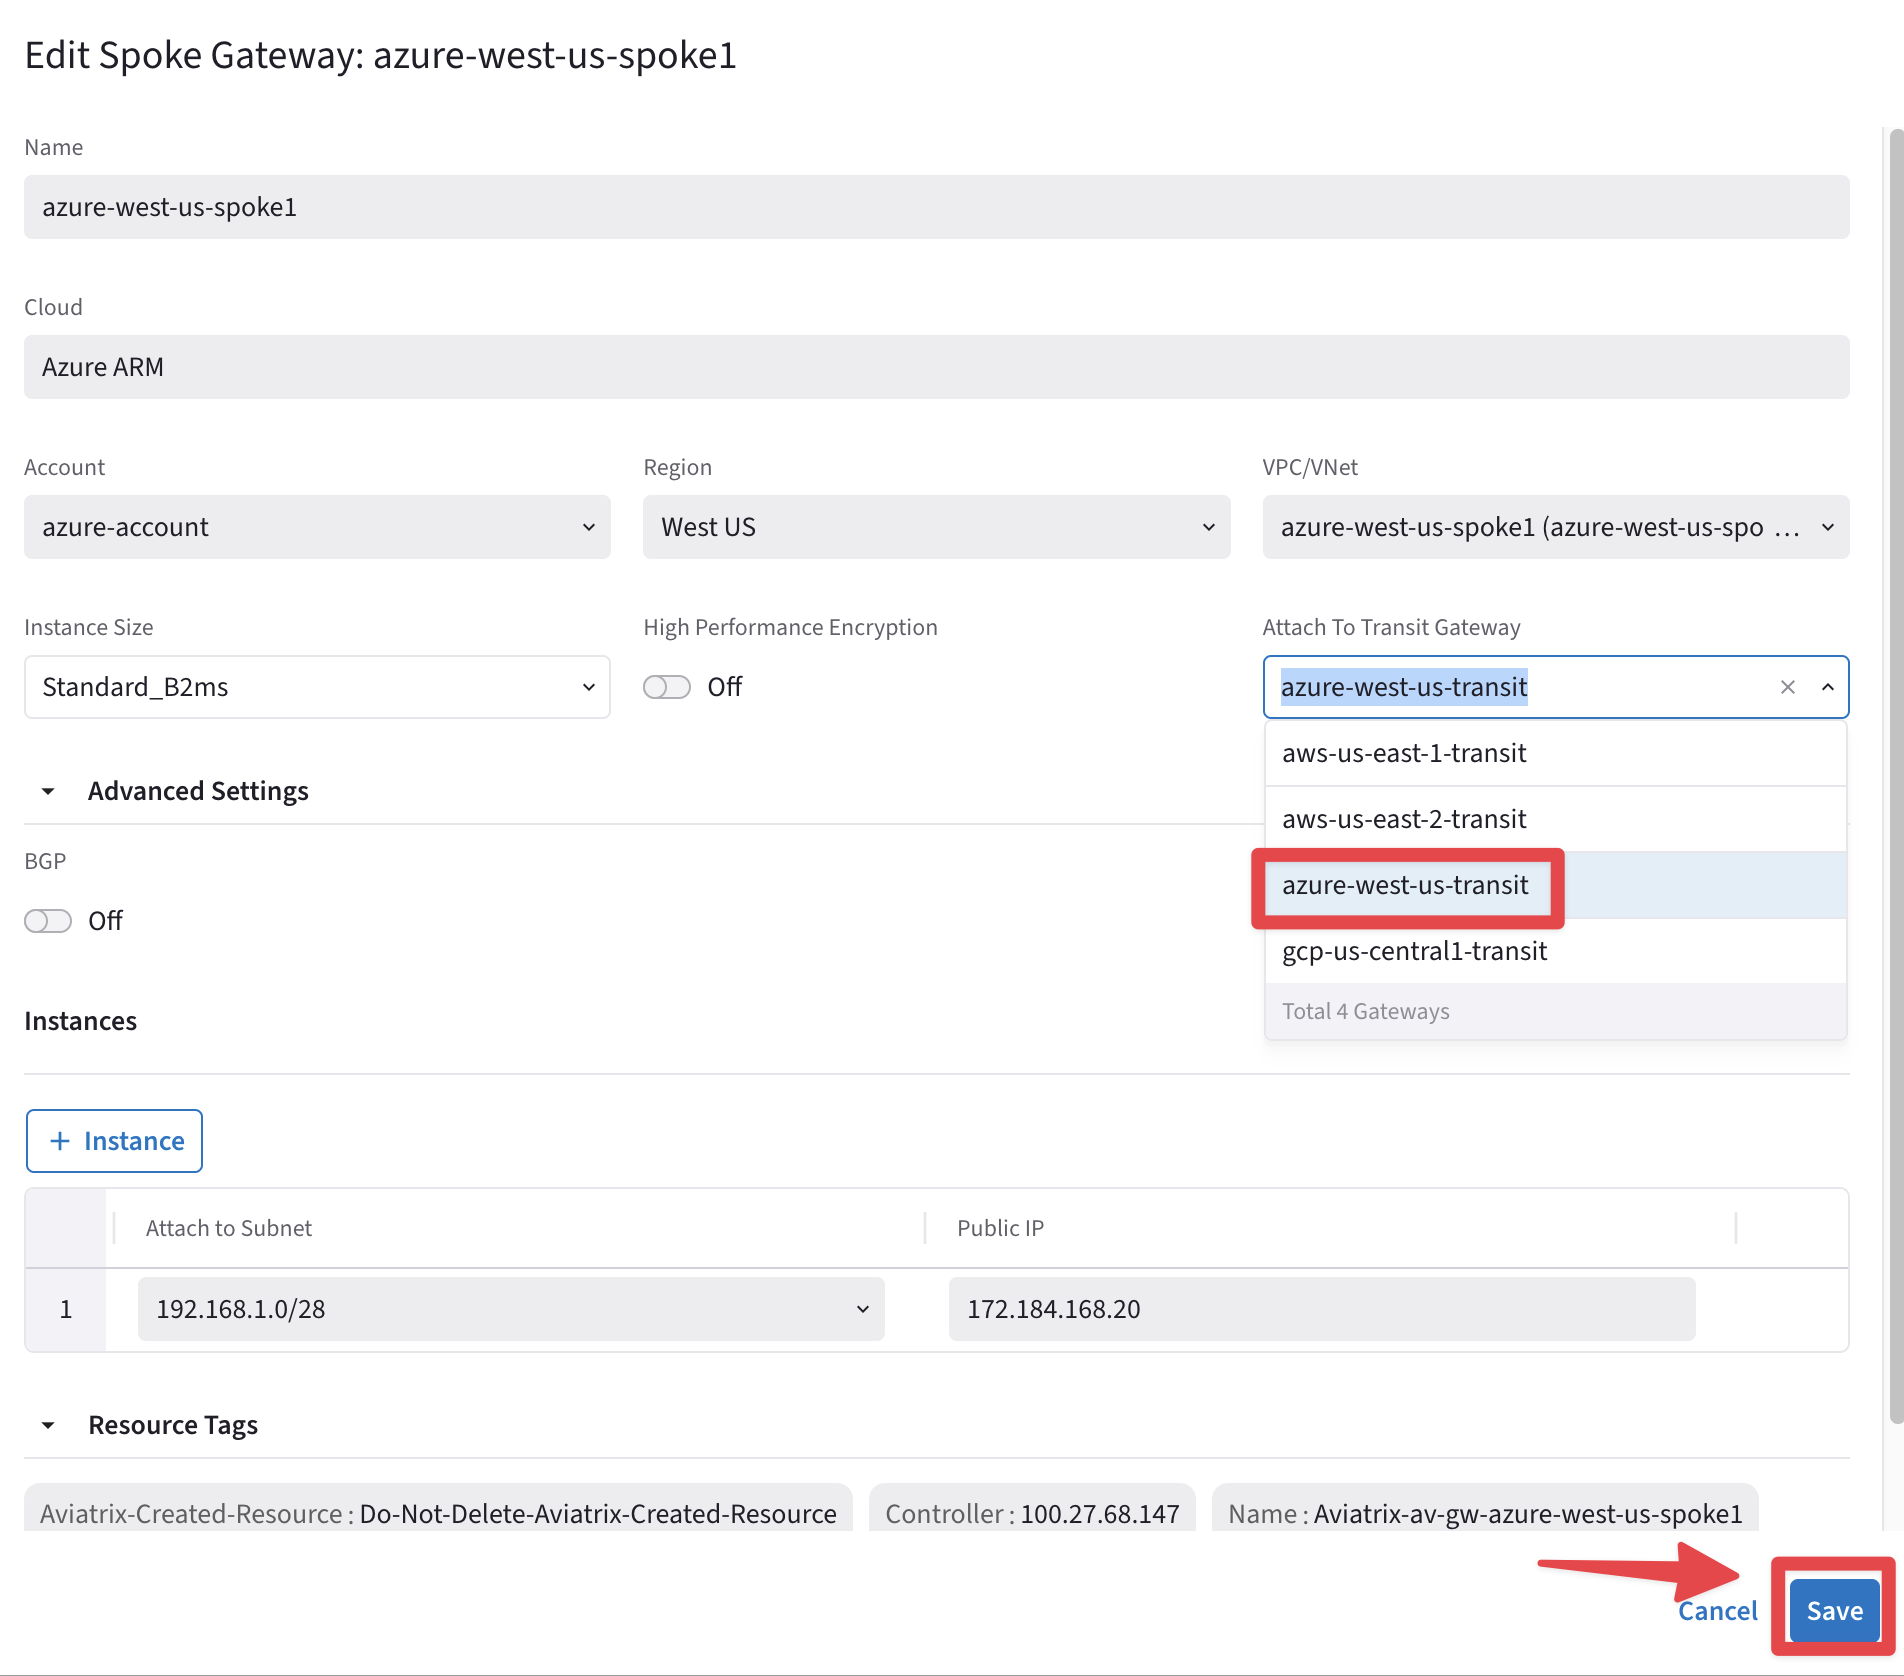 Edit Spoke Gateway: azure-west-us-spoke1
Name
azure-west-us-spoke1
Cloud
Azure ARM
Account
Region
VPC/VNet
azure-account
West US
azure-west-us-spoke1 (azure-west-us-spo ...
Instance Size
High Performance Encryption
Attach To Transit Gateway
Standard_B2ms
Off
azure-west-us-transit
aws-us-east-1-transit
Advanced Settings
aws-us-east-2-transit
BGP
azure-west-us-transit
Off
gcp-us-central1-transit
Total 4 Gateways
Instances
+ Instance
Attach to Subnet
Public IP
1
192.168.1.0/28
172.184.168.20
Resource Tags
Aviatrix-Created-Resource : Do-Not-Delete-Aviatrix-Created-Resource
Controller : 100.27.68.147
Name : Aviatrix-av-gw-azure-west-us-spoke1
Cancel
Save